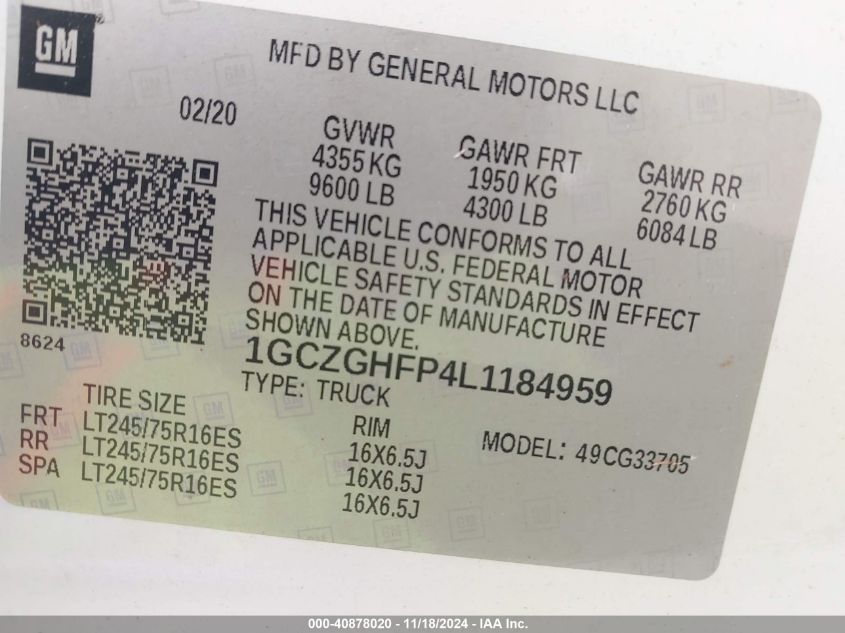 GM
MFD BY GENERAL MOTORS LLC
02/20
GVWR GAWR FRT GAWR RR
4355 KG 1950 KG 2760 KG
9600 LB 4300 LB 6084 LB
THIS VEHICLE CONFORMS TO ALL
APPLICABLE U.S. FEDERAL MOTOR
VEHICLE SAFETY STANDARDS IN EFFECT
ON THE DATE OF MANUFACTURE
SHOWN ABOVE.
8624
1GCZGHFP4L1184959
TYPE: TRUCK
MODEL: 49CG33705
TIRE SIZE RIM
FRT LT245/75R16ES 16X6.5J
RR LT245/75R16ES 16X6.5J
SPA LT245/75R16ES 16X6.5J
000-40878020 - 11/18/2024 - IAA Inc.